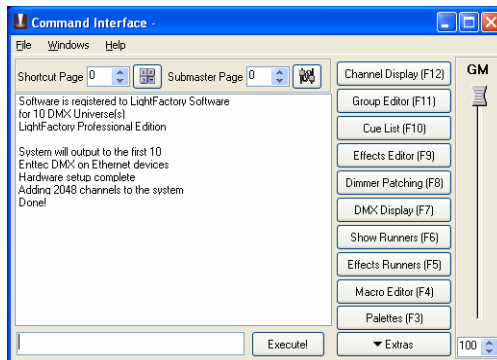 Command Interface -
File Windows Help
Shortcut Page 0 Submaster Page 0
Software is registered to LightFactory Software
for 10 DMX Universe(s)
LightFactory Professional Edition
System will output to the first 10
Enttec DMX on Ethernet devices
Hardware setup complete
Adding 2048 channels to the system
Done!
Execute!
Channel Display (F12)
Group Editor (F11)
Cue List (F10)
Effects Editor (F9)
Dimmer Patching (F8)
DMX Display (F7)
Show Runners (F6)
Effects Runners (F5)
Macro Editor (F4)
Palettes (F3)
Extras
GM
100